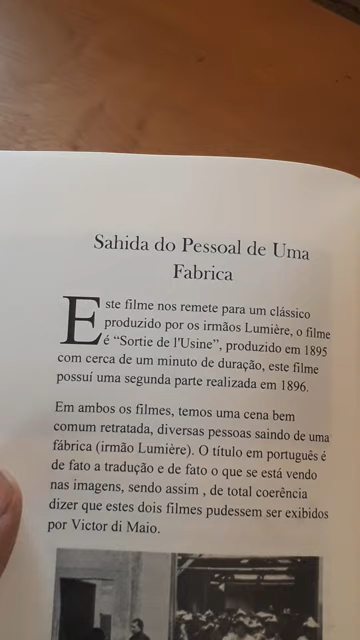 Sahida do Pessoal de Uma
Fabrica
Este filme nos remete para um clássico
produzido por os irmãos Lumière, o filme
é “Sortie de l'Usine”, produzido em 1895
com cerca de um minuto de duração, este filme
possuí uma segunda parte realizada em 1896.
Em ambos os filmes, temos uma cena bem
comum retratada, diversas pessoas saindo de uma
fábrica (irmão Lumière). O título em português é
de fato a tradução e de fato o que se está vendo
nas imagens, sendo assim , de total coerência
dizer que estes dois filmes pudessem ser exibidos
por Victor di Maio.